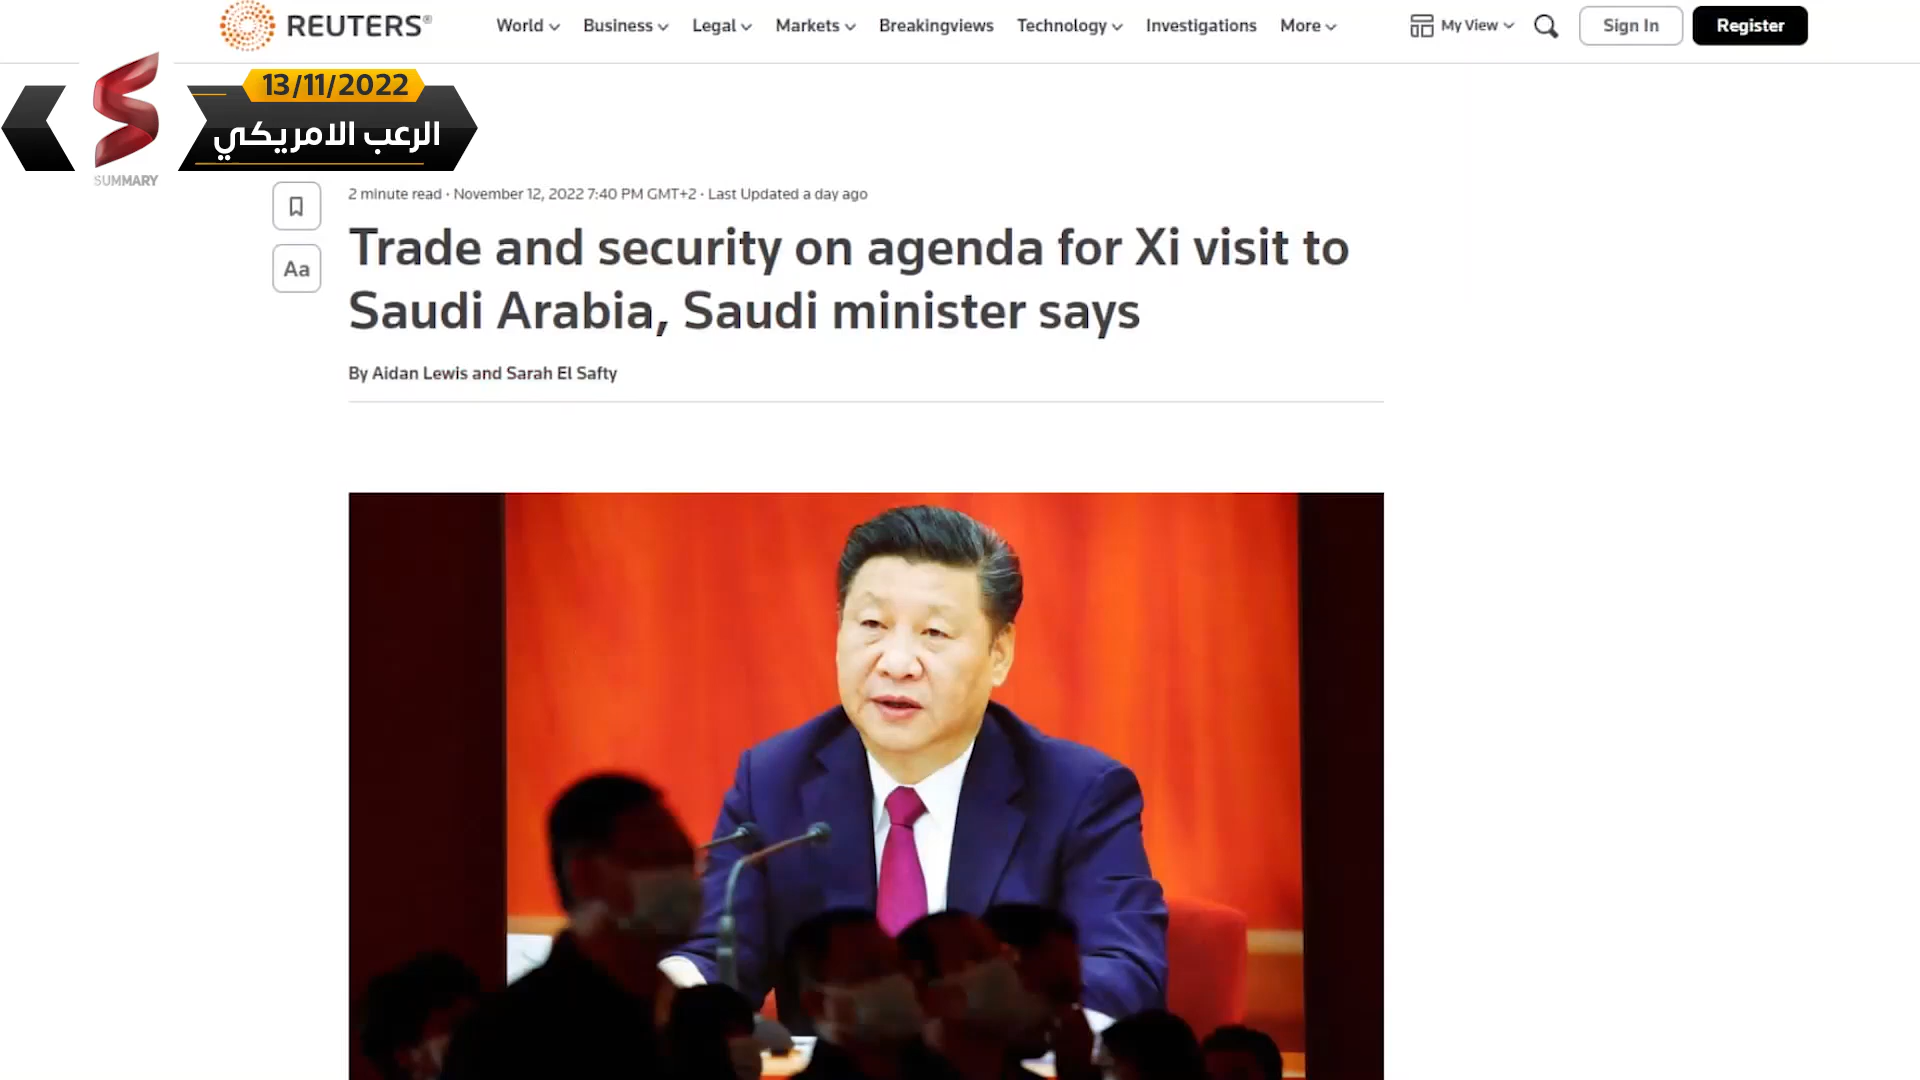 REUTERS®
World
Business
Legal
Markets
Breakingviews
Technology
Investigations
More
My View
Sign In
Register
13/11/2022
الرعب الامريكي
SUMMARY
2 minute read · November 12, 2022 7:40 PM GMT+2 · Last Updated a day ago
Aa
Trade and security on agenda for Xi visit to
Saudi Arabia, Saudi minister says
By Aidan Lewis and Sarah El Safty